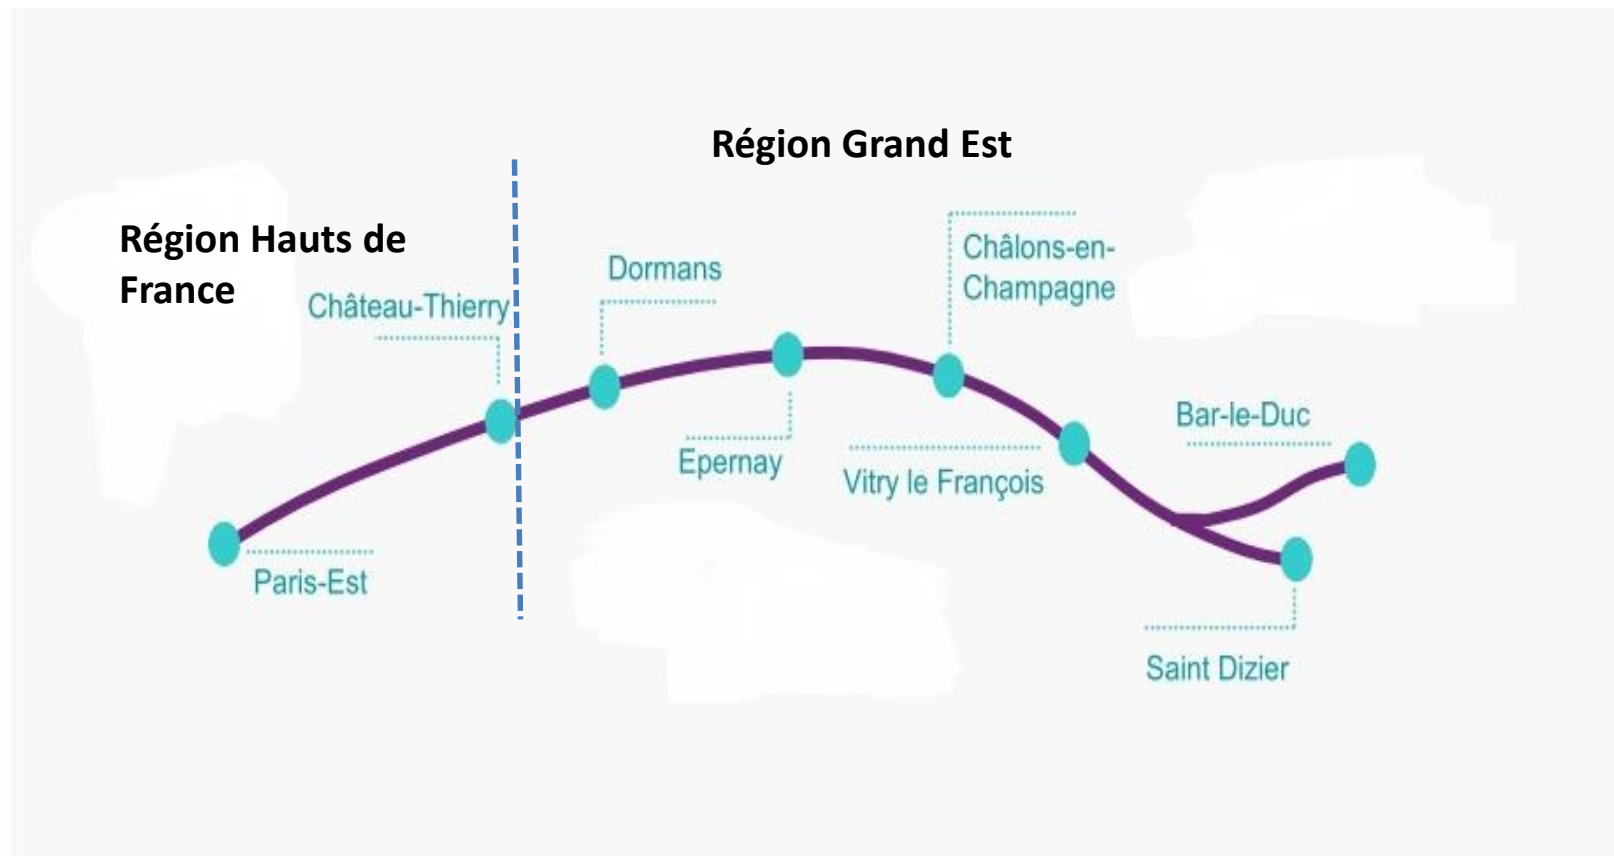 Région Grand Est
Région Hauts de
France
Château-Thierry
Dormans
Châlons-en-
Champagne
Epernay
Vitry le François
Bar-le-Duc
Paris-Est
Saint Dizier